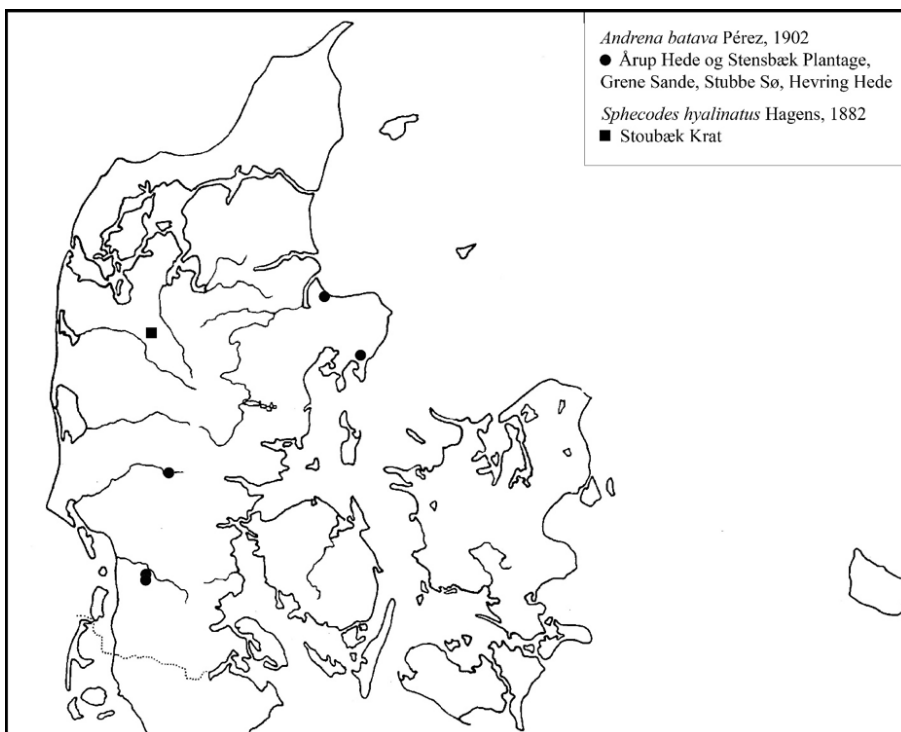 Andrena batava Pérez, 1902
● Årup Hede og Stensbæk Plantage,
Grene Sande, Stubbe Sø, Hevring Hede
Sphecodes hyalinatus Hagens, 1882
■ Stoubæk Krat